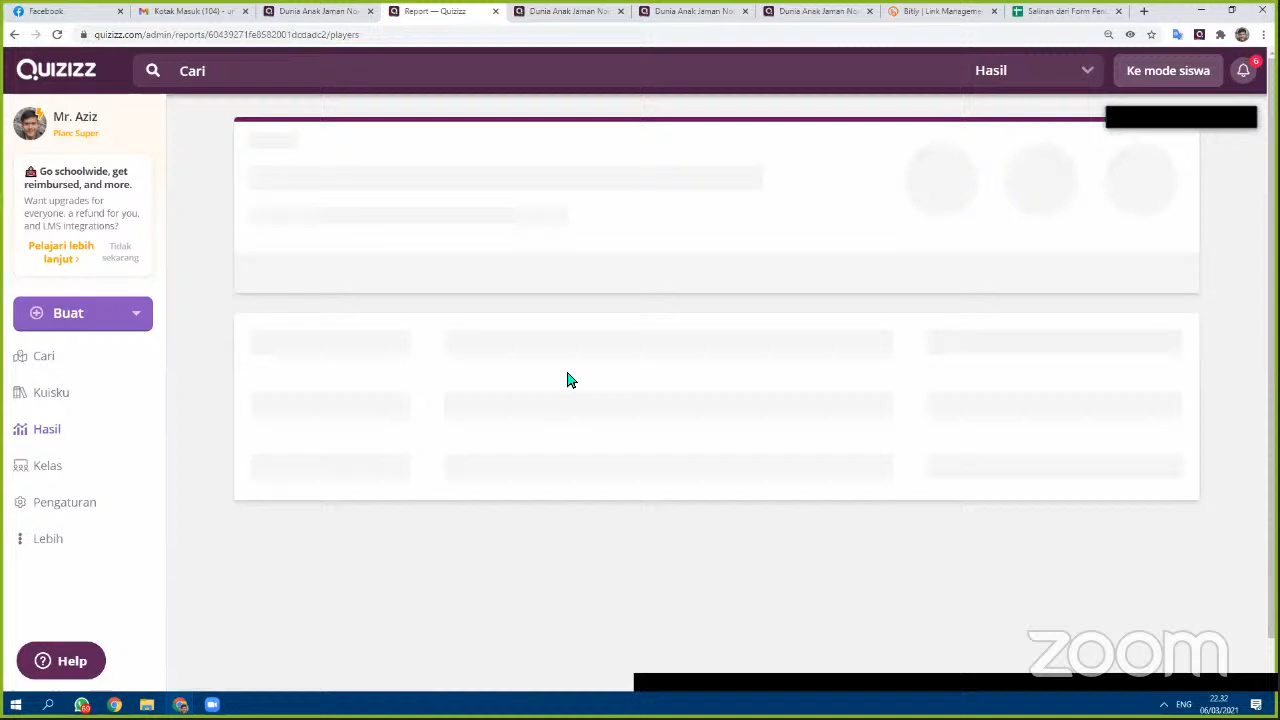 Facebook
Kotak Masuk (104) – ur
Dunia Anak Jaman No
Report — Quizizz
Dunia Anak Jaman No
Dunia Anak Jaman No
Dunia Anak Jaman No
Bitly | Link Manageme
Salinan dari Form Pen
quizizz.com/admin/reports/60439271fe8582001dcdadc2/players
QUIZIZZ
Cari
Hasil
Ke mode siswa
6
Mr. Aziz
Piarc Super
Go schoolwide, get
reimbursed, and more.
Want upgrades for
everyone, a refund for you,
and LMS integrations?
Pelajari lebih
lanjut ›
Tidak
sekarang
Buat
Cari
Kuisku
Hasil
Kelas
Pengaturan
Lebih
Help
zoom
ENG
22.32
06/03/2021